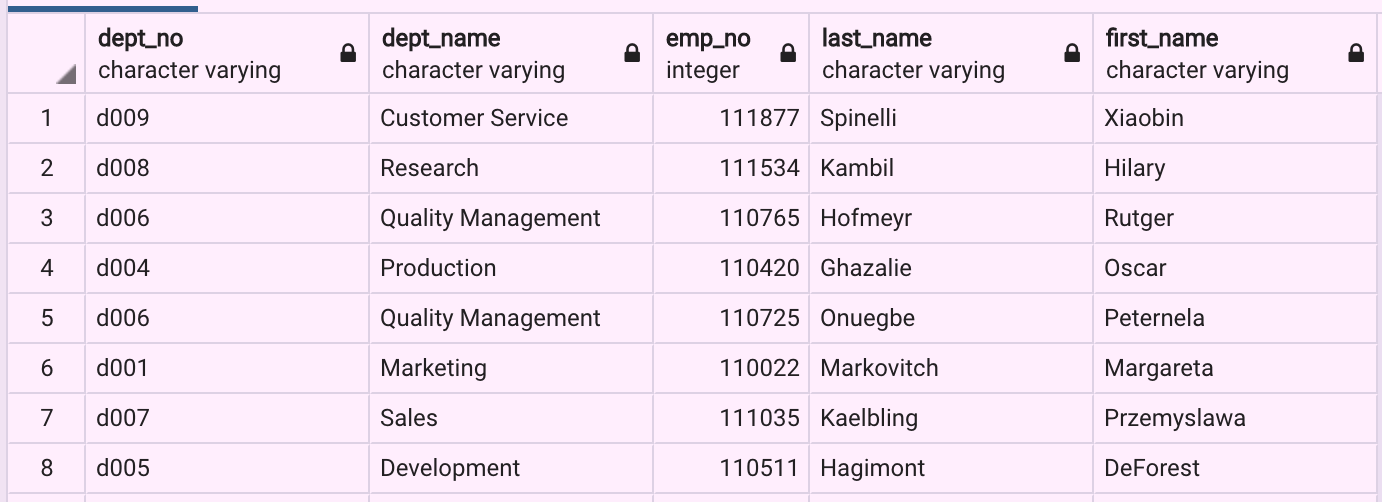 dept_no dept_name emp_no last_name first_name
character varying character varying integer character varying character varying
1 d009 Customer Service 111877 Spinelli Xiaobin
2 d008 Research 111534 Kambil Hilary
3 d006 Quality Management 110765 Hofmeyr Rutger
4 d004 Production 110420 Ghazalie Oscar
5 d006 Quality Management 110725 Onuegbe Peternela
6 d001 Marketing 110022 Markovitch Margareta
7 d007 Sales 111035 Kaelbling Przemyslawa
8 d005 Development 110511 Hagimont DeForest